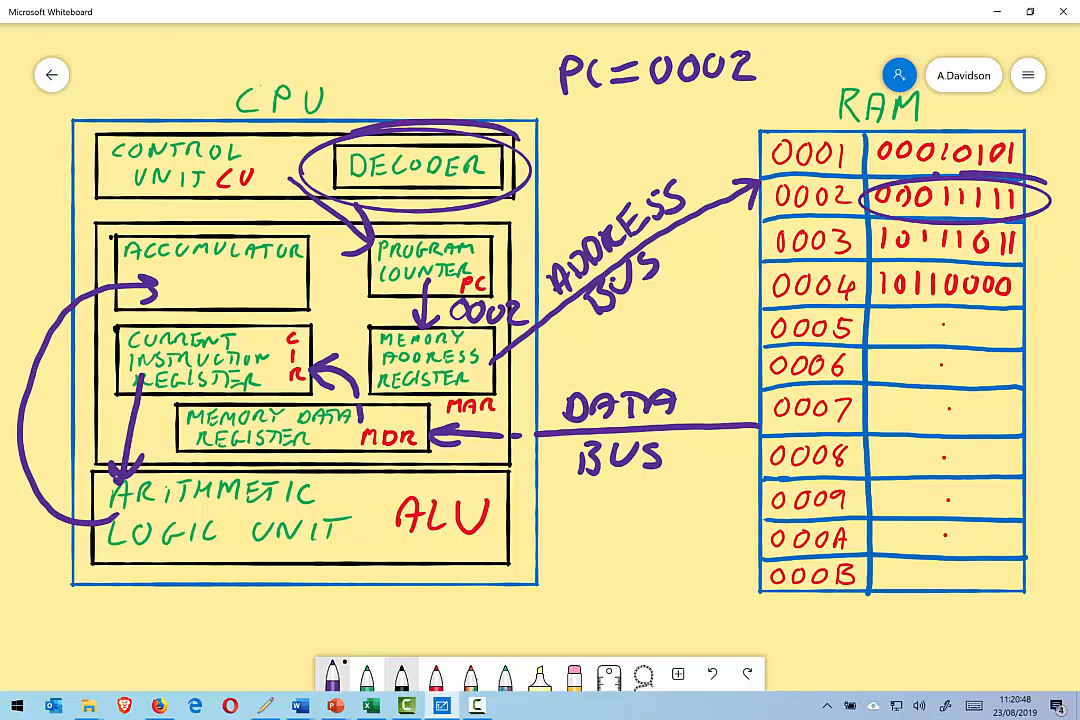 Microsoft Whiteboard
PC=0002
A.Davidson
CPU
RAM
CONTROL
UNIT CU
DECODER
ACCUMULATOR
PROGRAM
COUNTER
PC
0002
CURRENT
INSTRUCTION
REGISTER
C
I
R
MEMORY
ADDRESS
REGISTER
MAR
MEMORY DATA
REGISTER MDR
ARITHMETIC
LOGIC UNIT
ALU
ADDRESS
BUS
DATA
BUS
0001 00010101
0002 00011111
0003 10111011
0004 10110000
0005
0006
0007
0008
0009
000A
000B
11:20:48
23/08/2019
4